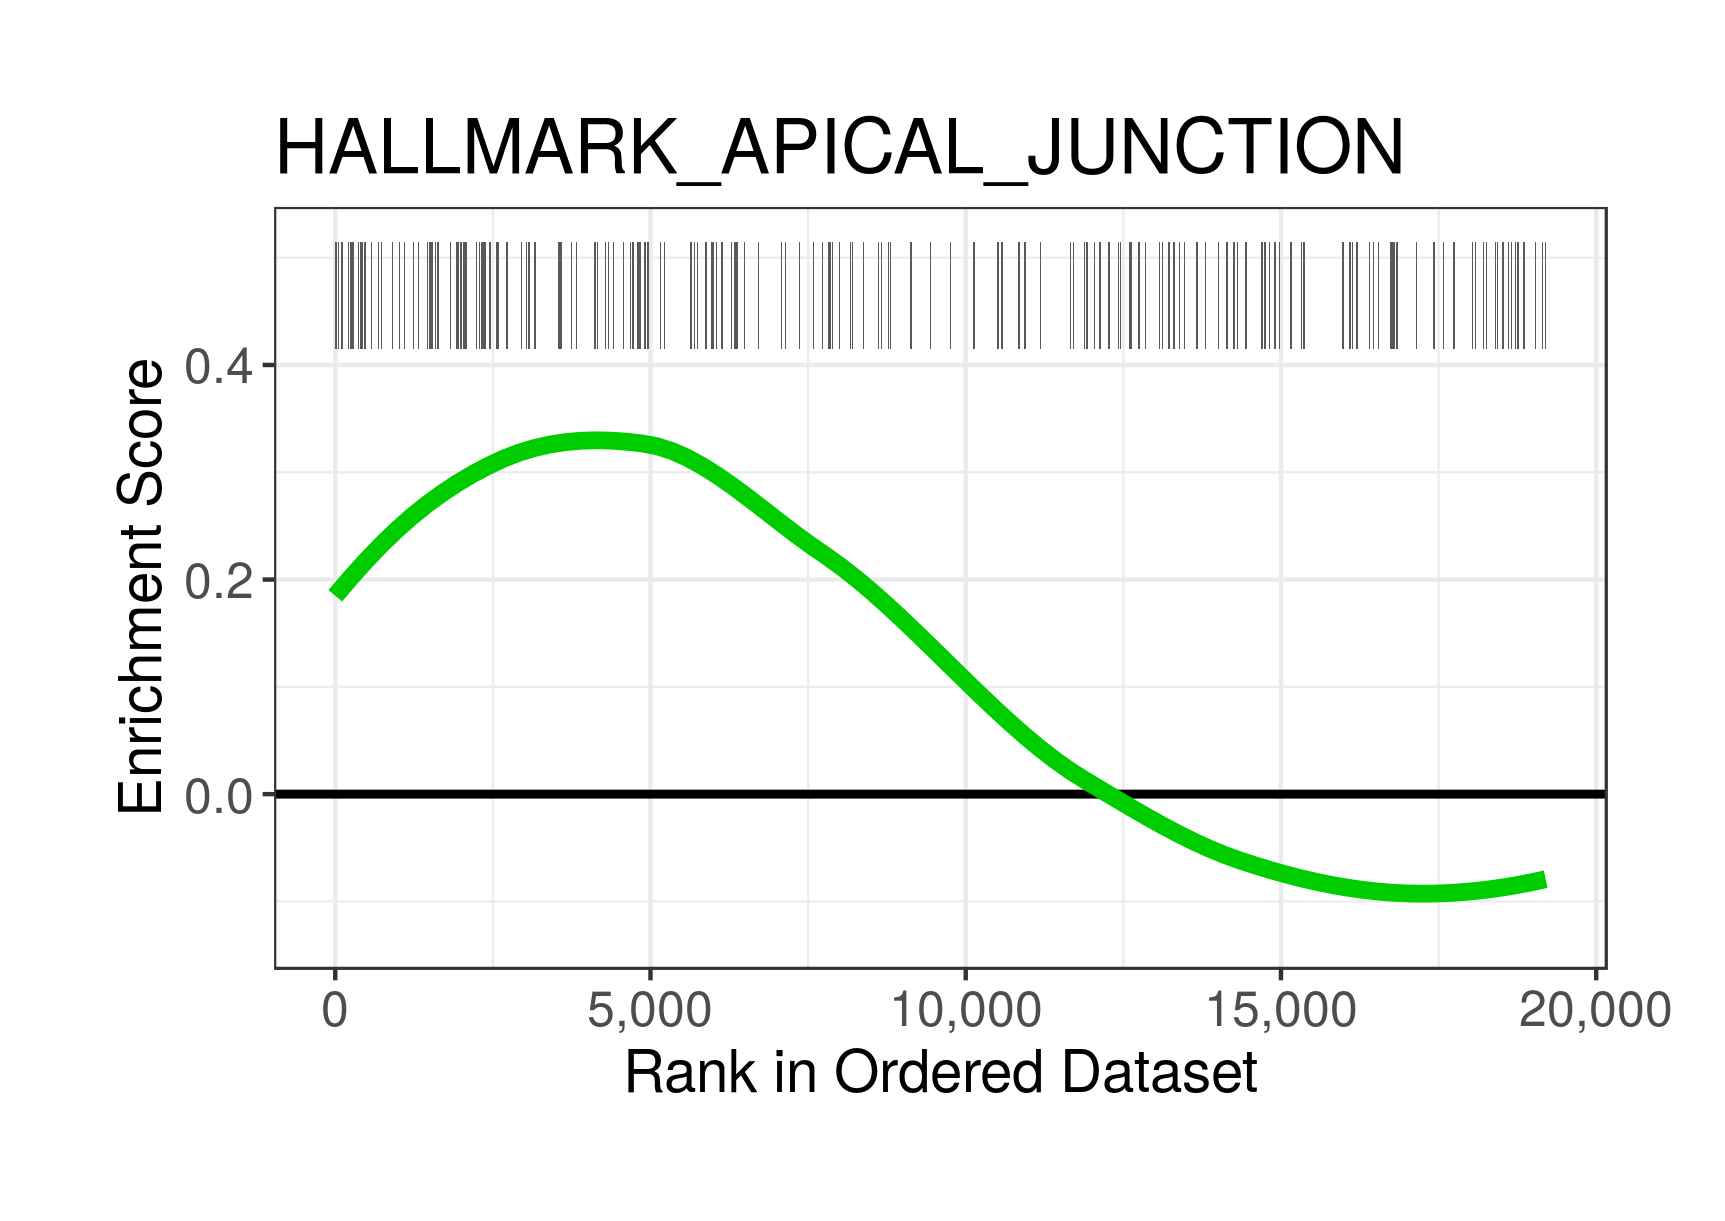 HALLMARK_APICAL_JUNCTION
Enrichment Score
0.4
0.2
0.0
0 5,000 10,000 15,000 20,000
Rank in Ordered Dataset